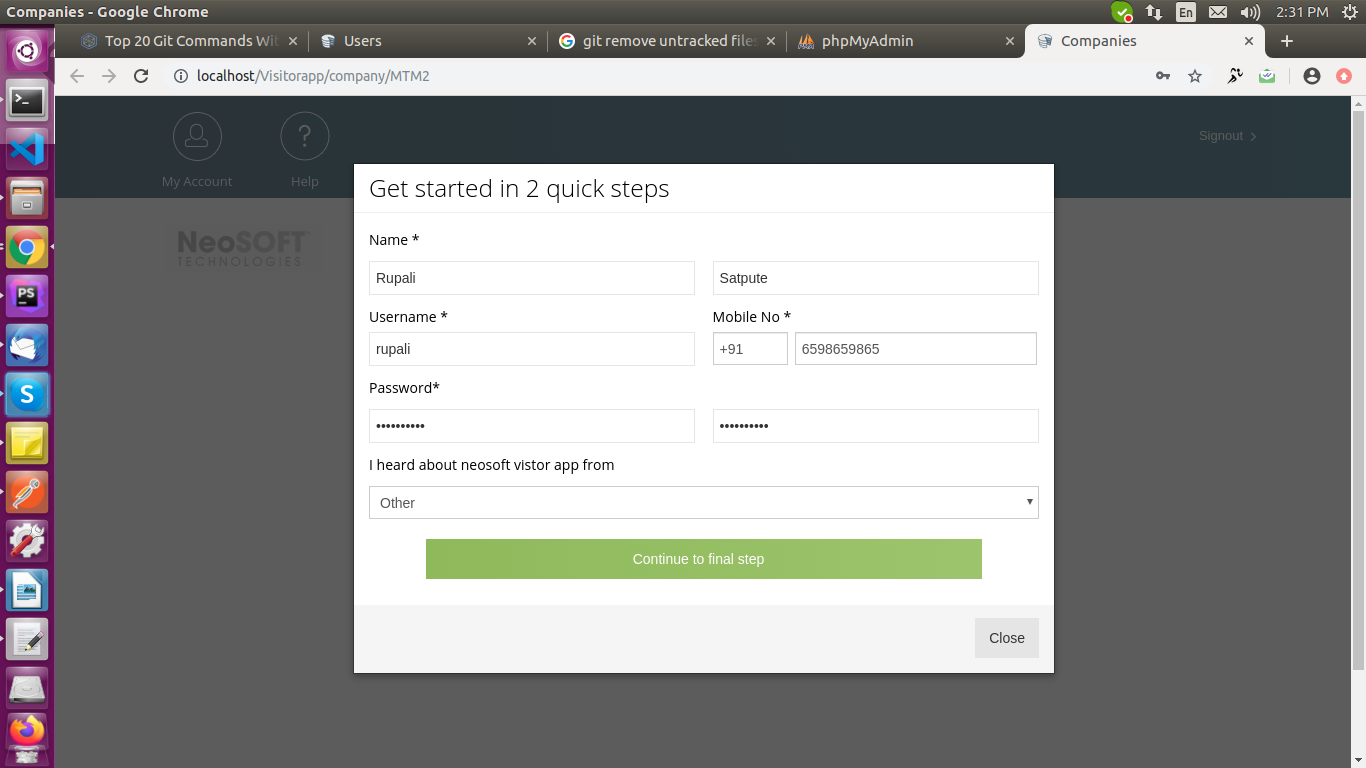 Companies - Google Chrome
En
2:31 PM
Top 20 Git Commands Wit
Users
git remove untracked files
phpMyAdmin
Companies
localhost/Visitorapp/company/MTM2
My Account
Help
Signout
Get started in 2 quick steps
NeoSOFT
TECHNOLOGIES
Name *
Rupali
Satpute
Username *
Mobile No *
rupali
+91
6598659865
Password*
••••••••••
••••••••••
I heard about neosoft vistor app from
Other
Continue to final step
Close
PS
S